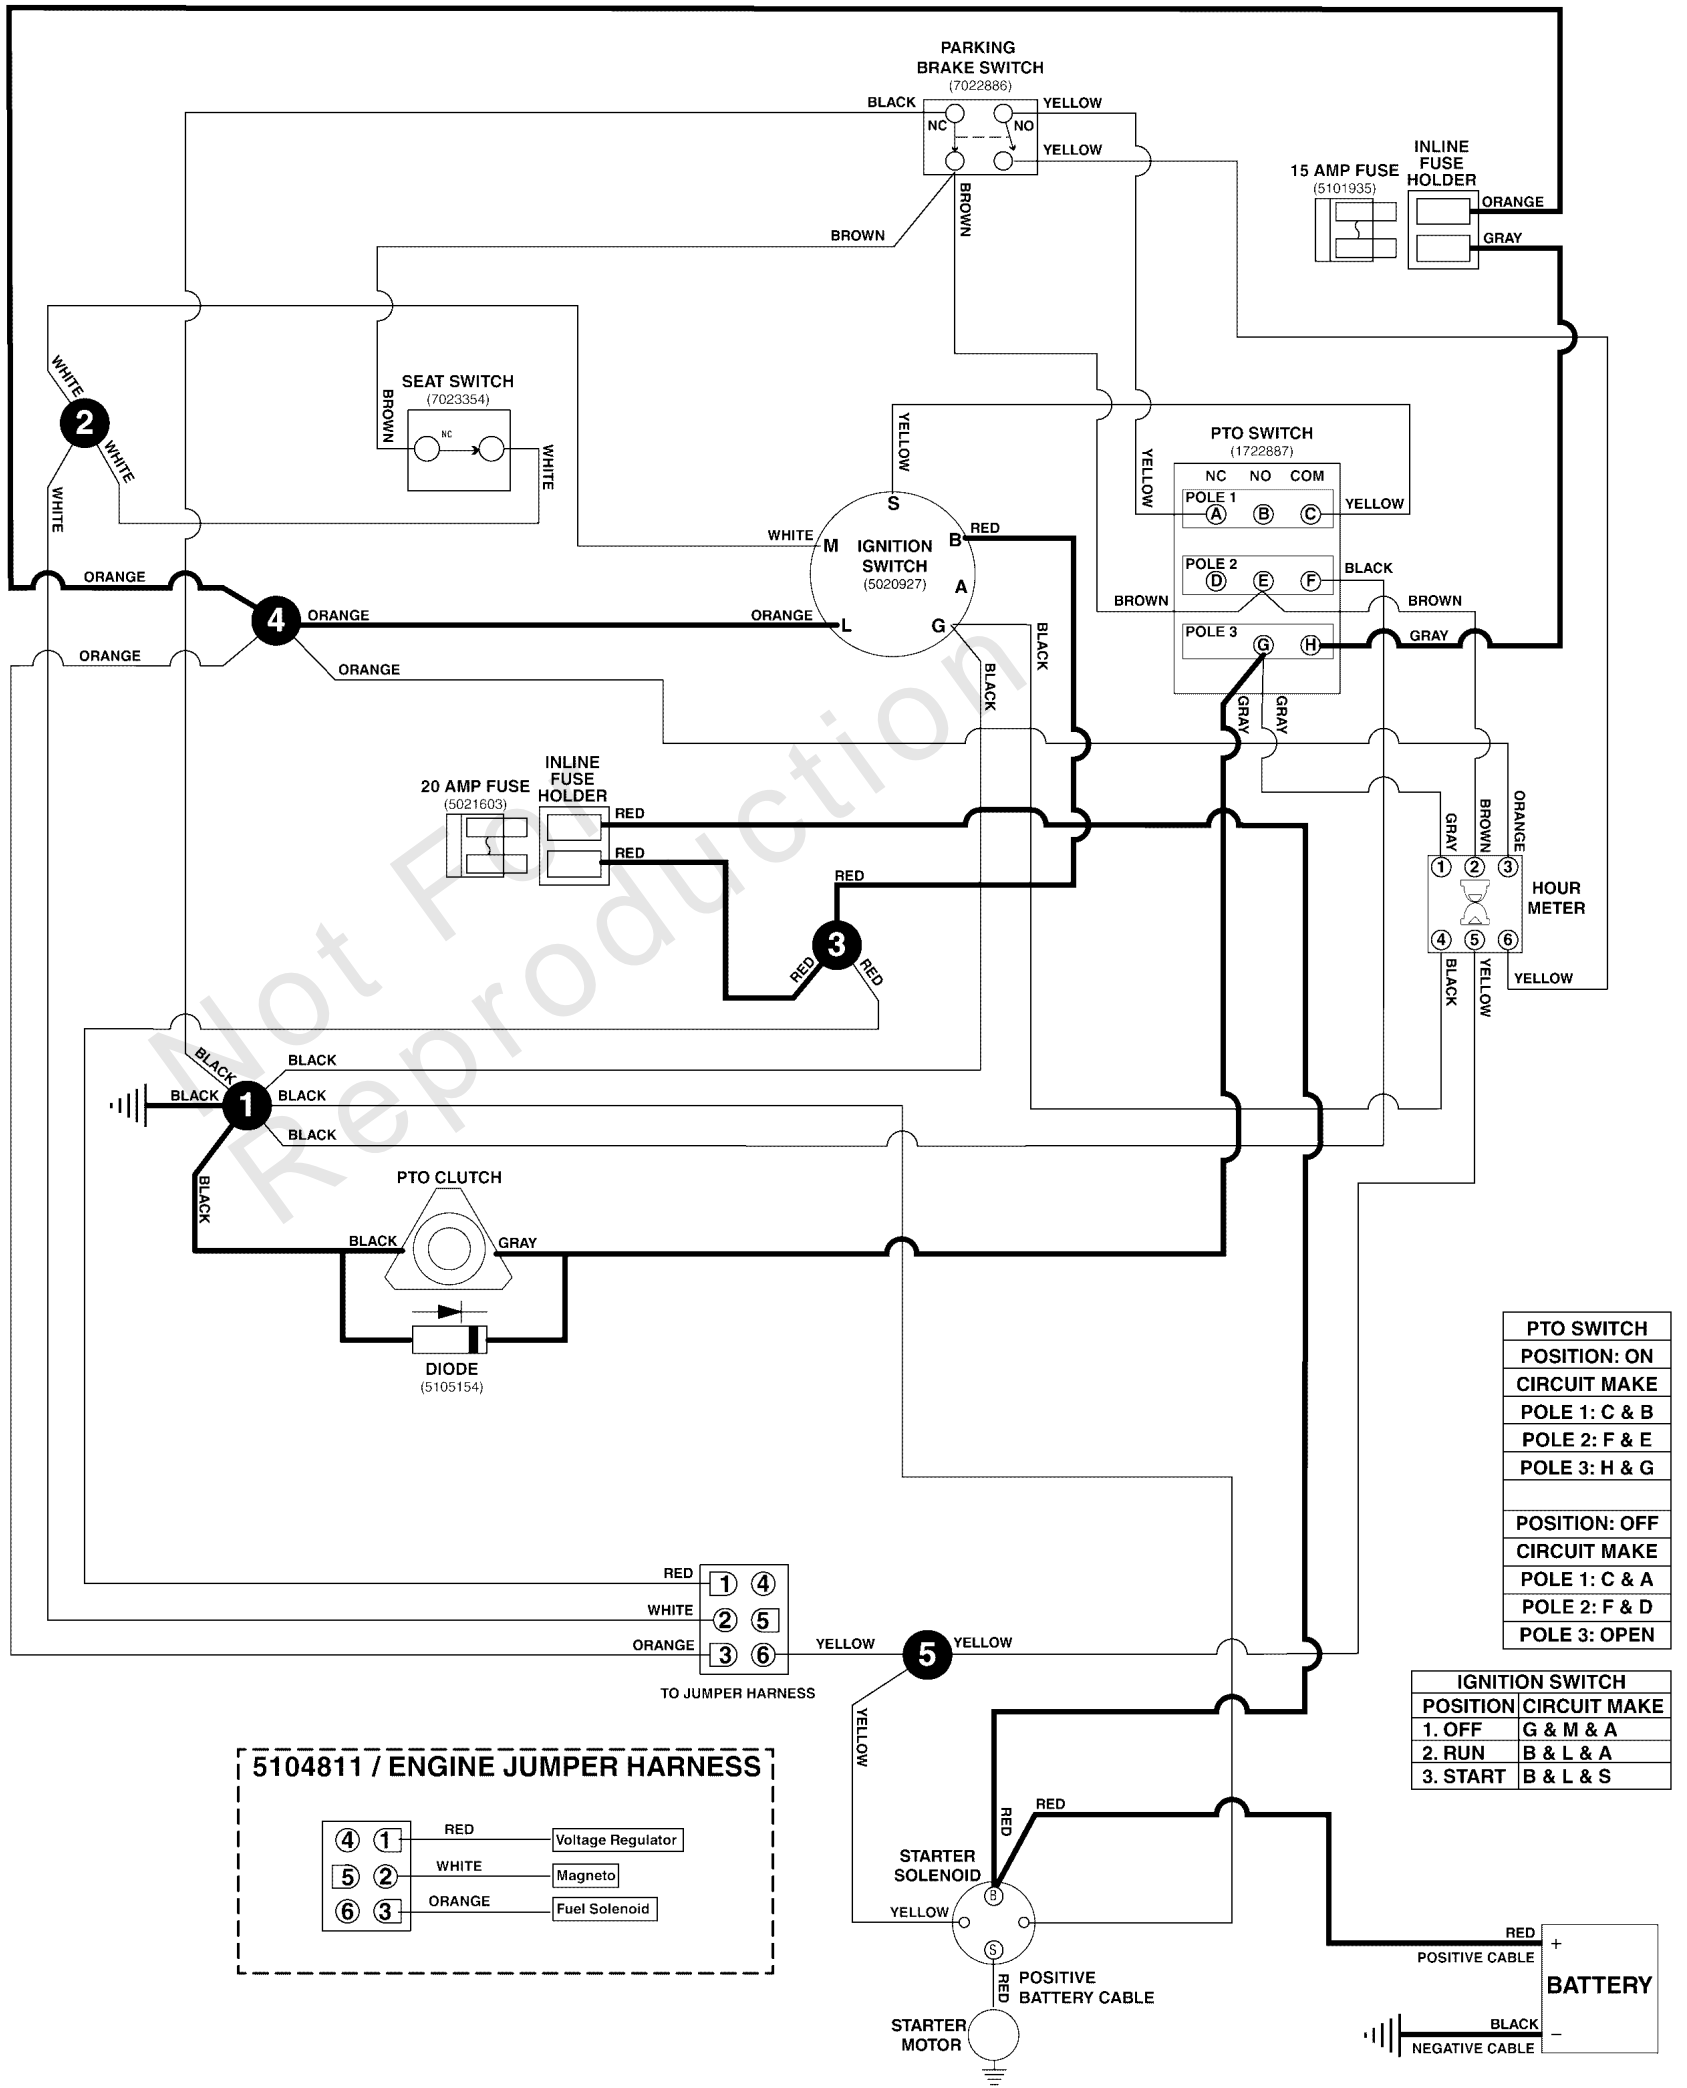 PARKING
BRAKE SWITCH
(7022886)
BLACK
YELLOW
NC
NO
YELLOW
BROWN
BROWN
15 AMP FUSE
(5101935)
INLINE
FUSE
HOLDER
ORANGE
GRAY
WHITE
2
WHITE
WHITE
SEAT SWITCH
(7023354)
BROWN
NC
WHITE
YELLOW
YELLOW
PTO SWITCH
(1722887)
NC NO COM
POLE 1
A B C
YELLOW
POLE 2
D E F
BLACK
BROWN
BROWN
POLE 3
G H
GRAY
GRAY
GRAY
S
WHITE
M
IGNITION
SWITCH
(5020927)
B
RED
A
L
G
BLACK
BLACK
ORANGE
4
ORANGE
ORANGE
ORANGE
ORANGE
Not For
Reproduction
20 AMP FUSE
(5021603)
INLINE
FUSE
HOLDER
RED
RED
RED
3
RED
RED
GRAY
BROWN
ORANGE
1 2 3
HOUR
METER
4 5 6
BLACK
YELLOW
YELLOW
BLACK
BLACK
BLACK
1
BLACK
BLACK
BLACK
PTO CLUTCH
BLACK
GRAY
DIODE
(5105154)
PTO SWITCH
POSITION: ON
CIRCUIT MAKE
POLE 1: C & B
POLE 2: F & E
POLE 3: H & G
POSITION: OFF
CIRCUIT MAKE
POLE 1: C & A
POLE 2: F & D
POLE 3: OPEN
RED
1 4
WHITE
2 5
ORANGE
3 6
YELLOW
5
YELLOW
TO JUMPER HARNESS
YELLOW
IGNITION SWITCH
POSITION CIRCUIT MAKE
1. OFF G & M & A
2. RUN B & L & A
3. START B & L & S
5104811 / ENGINE JUMPER HARNESS
4 1
RED
Voltage Regulator
5 2
WHITE
Magneto
6 3
ORANGE
Fuel Solenoid
RED
RED
STARTER
SOLENOID
B
YELLOW
S
RED
POSITIVE
BATTERY CABLE
STARTER
MOTOR
RED
+
POSITIVE CABLE
BATTERY
BLACK
–
NEGATIVE CABLE